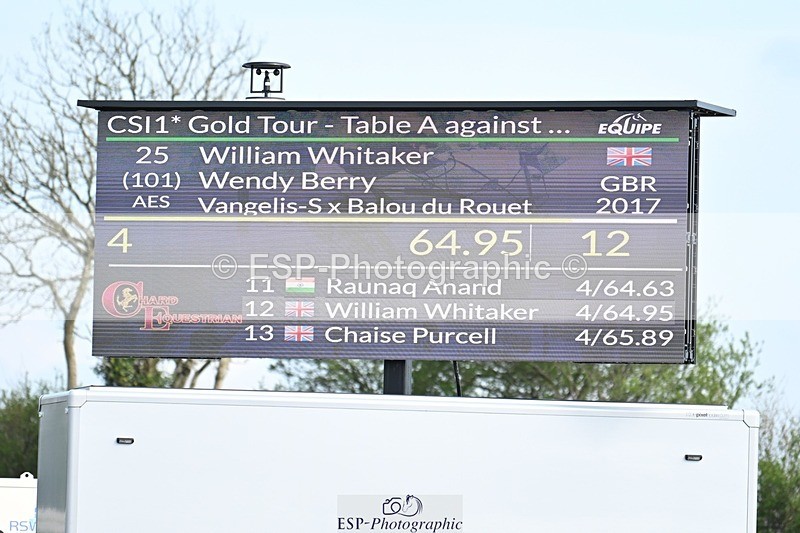 CSI1* Gold Tour - Table A against ... EQUIPE
25 William Whitaker
(101) Wendy Berry GBR
AES Vangelis-S x Balou du Rouet 2017
4 64.95 12
© ESP-Photographic ©
11 Raunaq Anand 4/64.63
CHARD EQUESTRIAN
12 William Whitaker 4/64.95
13 Chaise Purcell 4/65.89
RSW
ESP-Photographic